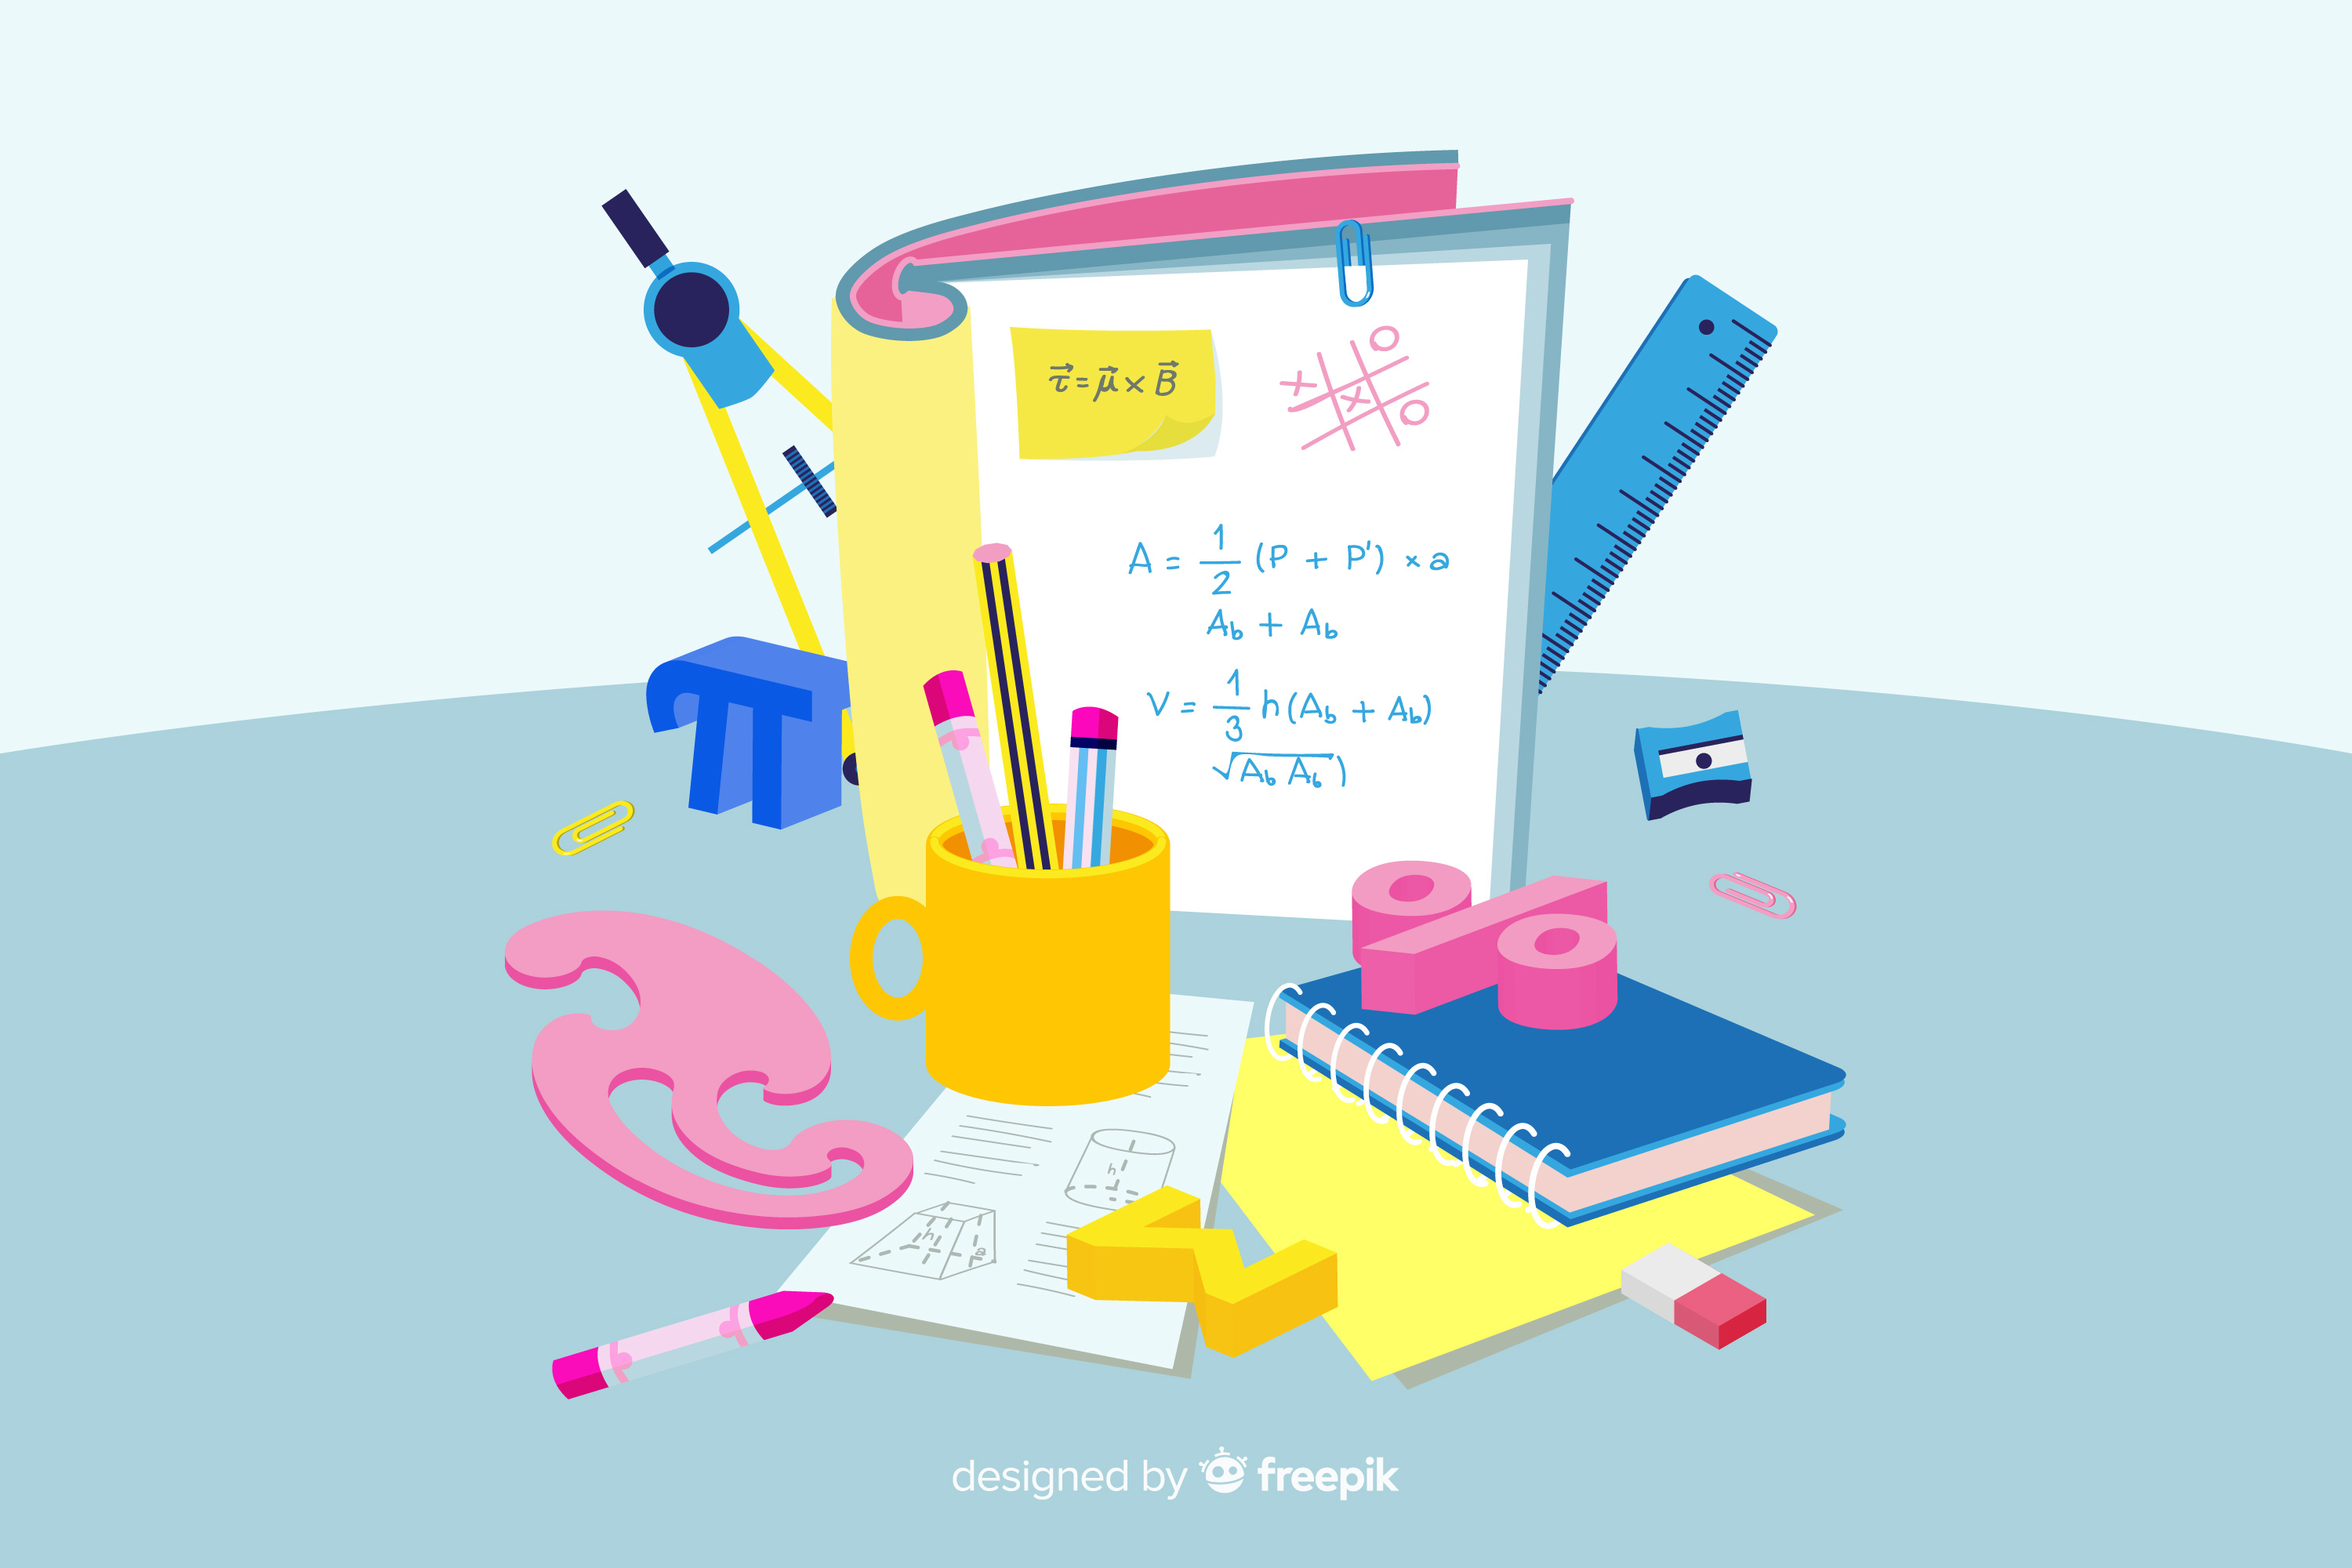 τ⃗ = μ⃗ × B⃗
x o
x o
A = 1/2 (P + P') × a
Ab + Ab
V = 1/3 h (Ab + Ab)
√Ab Ab )
π
%
h
h a
designed by freepik